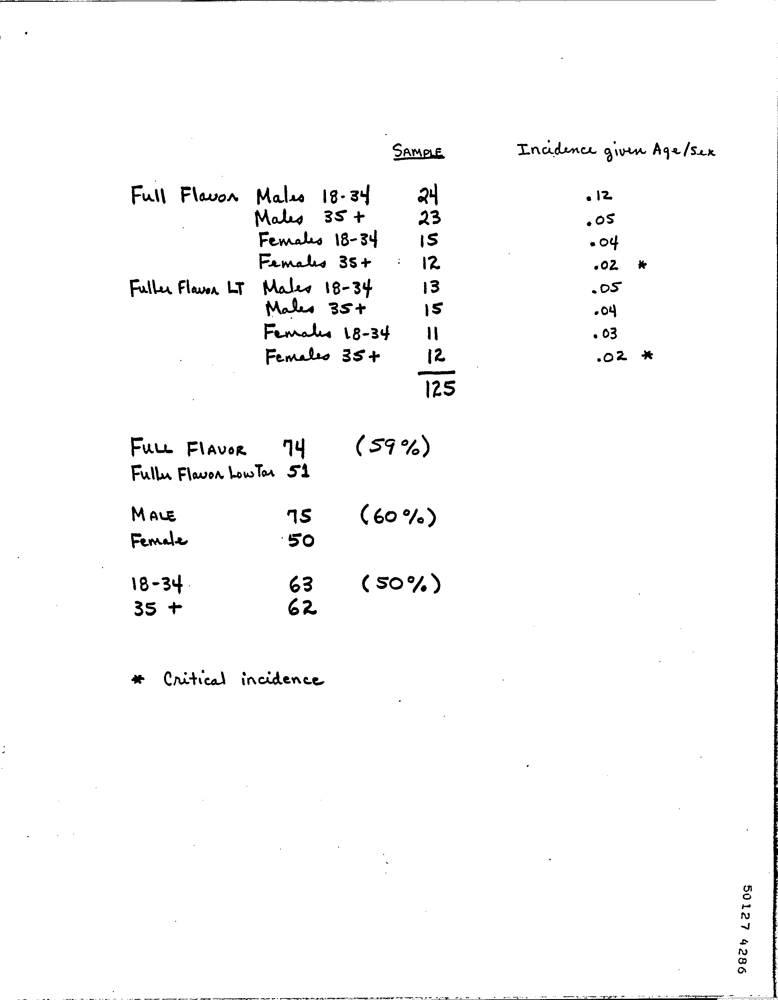 SAMPLE Incidence given Age/Sex
Full Flavor Males 18-34 24 .12
Males 35+ 23 .05
Females 18-34 15 .04
Females 35+ 12 .02 *
Fuller Flavor LT Males 18-34 13 .05
Males 35+ 15 .04
Females 18-34 11 .03
Females 35+ 12 .02 *
125
FULL FLAVOR 74 (59%)
Fuller Flavor Low Tar 51
MALE 75 (60%)
Female 50
18-34 63 (50%)
35 + 62
* Critical incidence
50127 4286